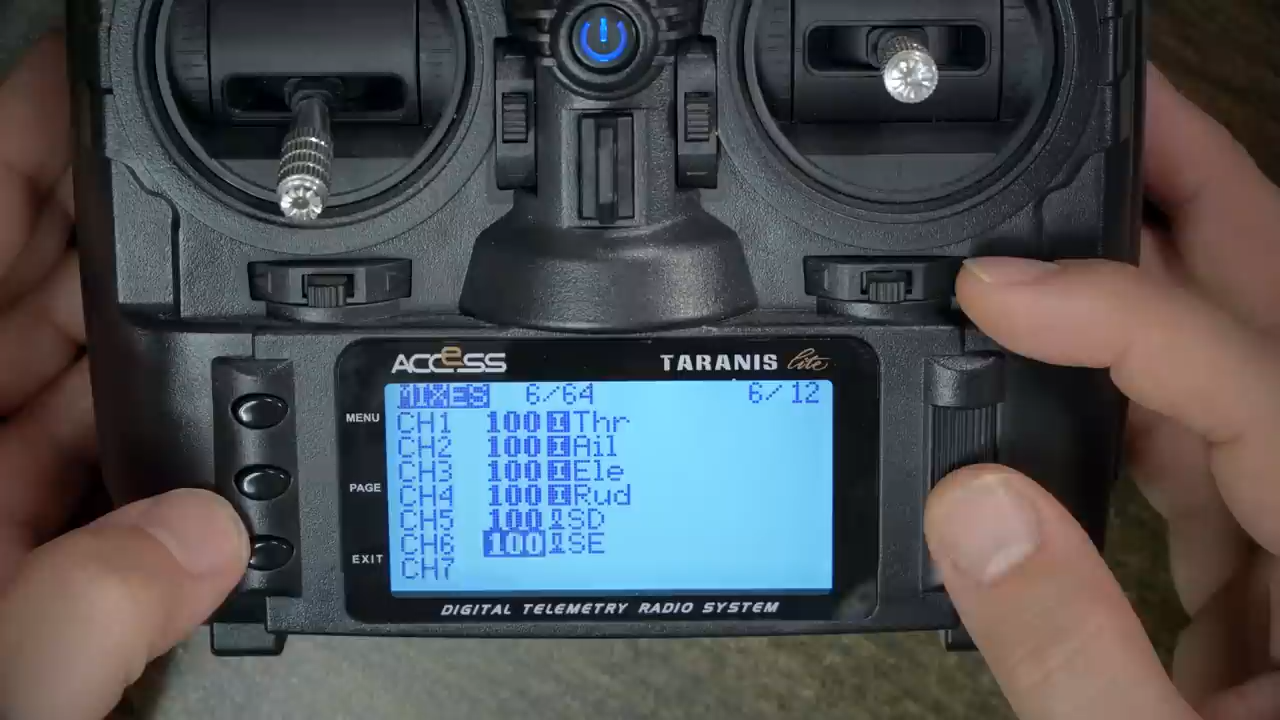 ACCESS TARANIS lite
MIXES 6/64 6/12
MENU
CH1 100 I Thr
CH2 100 I Ail
CH3 100 I Ele
PAGE
CH4 100 I Rud
CH5 100 SD
CH6 100 SE
EXIT
CH7
DIGITAL TELEMETRY RADIO SYSTEM